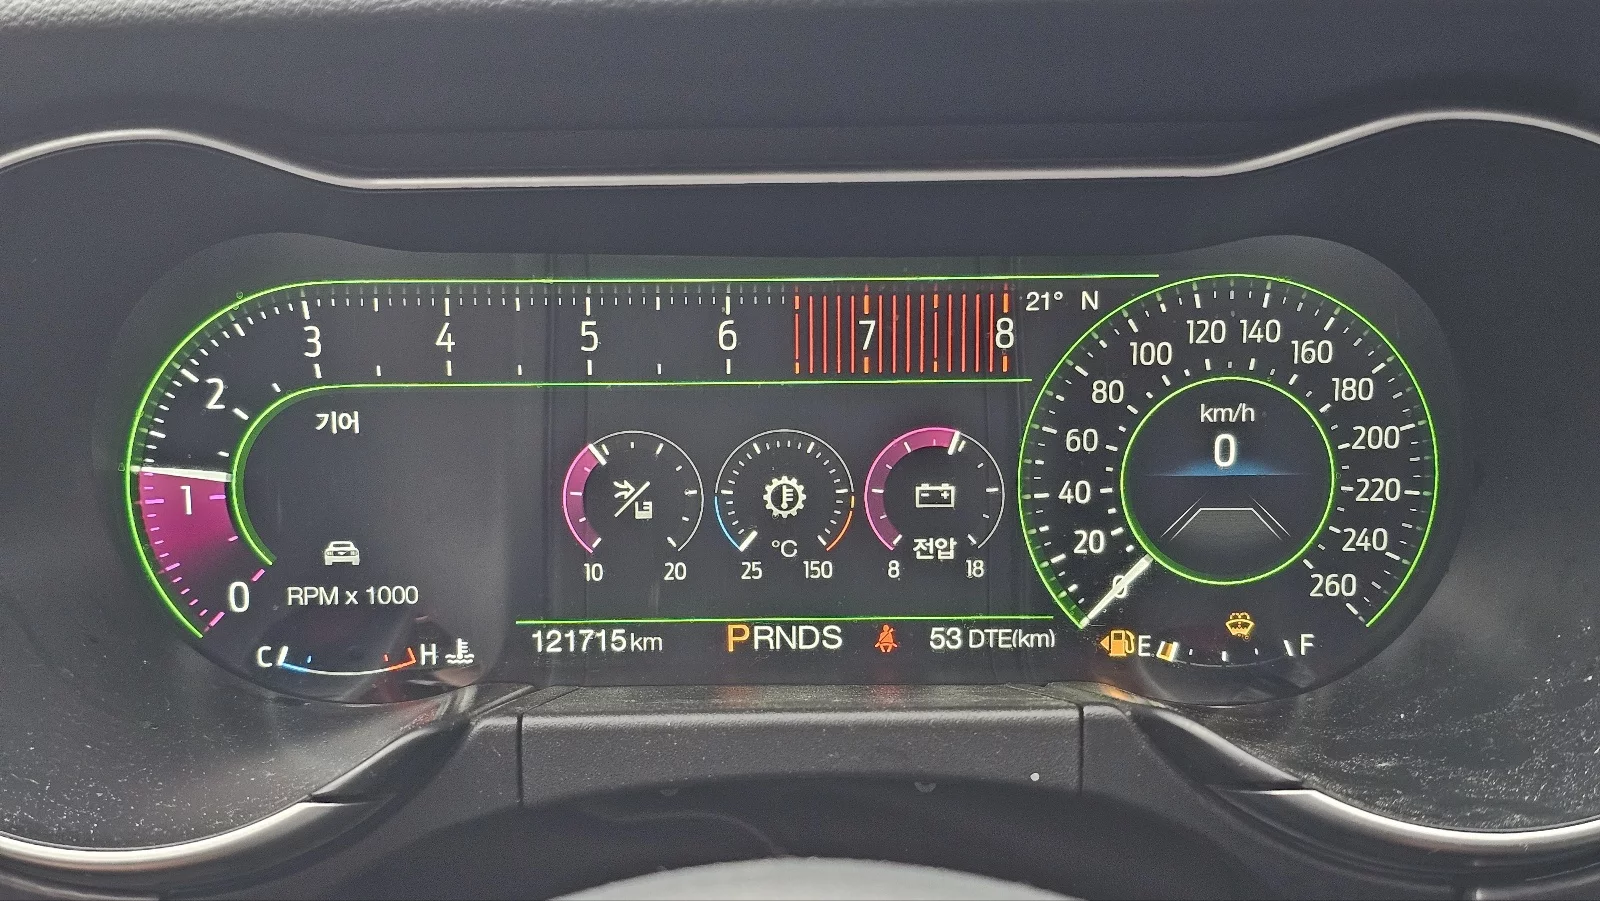 3 4 5 6 7 8
21° N
2
1
0
기어
RPM x 1000
C H
10 20
°C
25 150
전압
8 18
0 20 40 60 80 100 120 140 160 180 200 220 240 260
km/h
0
121715 km
PRNDS
53 DTE(km)
E F